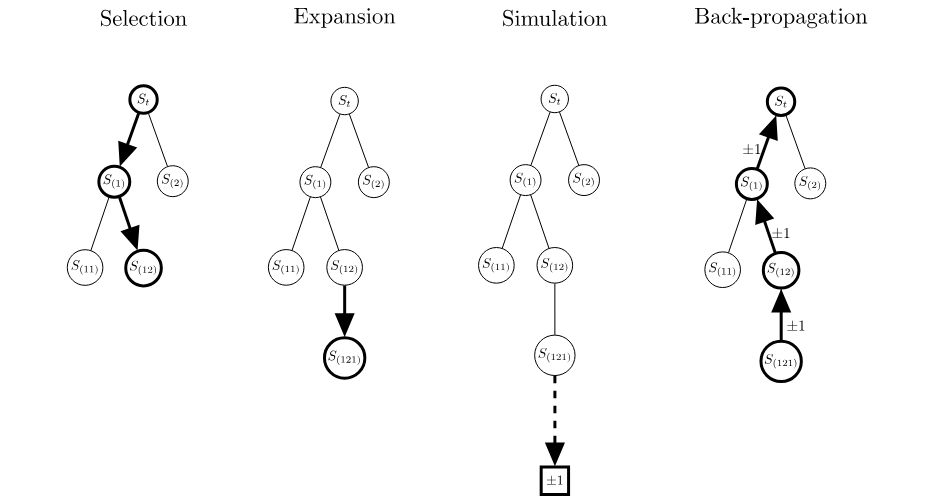 Selection Expansion Simulation Back-propagation
S_t S_t S_t S_t
±1
S_(1) S_(2) S_(1) S_(2) S_(1) S_(2) S_(1) S_(2)
±1
S_(11) S_(12) S_(11) S_(12) S_(11) S_(12) S_(11) S_(12)
±1
S_(121) S_(121) S_(121)
±1